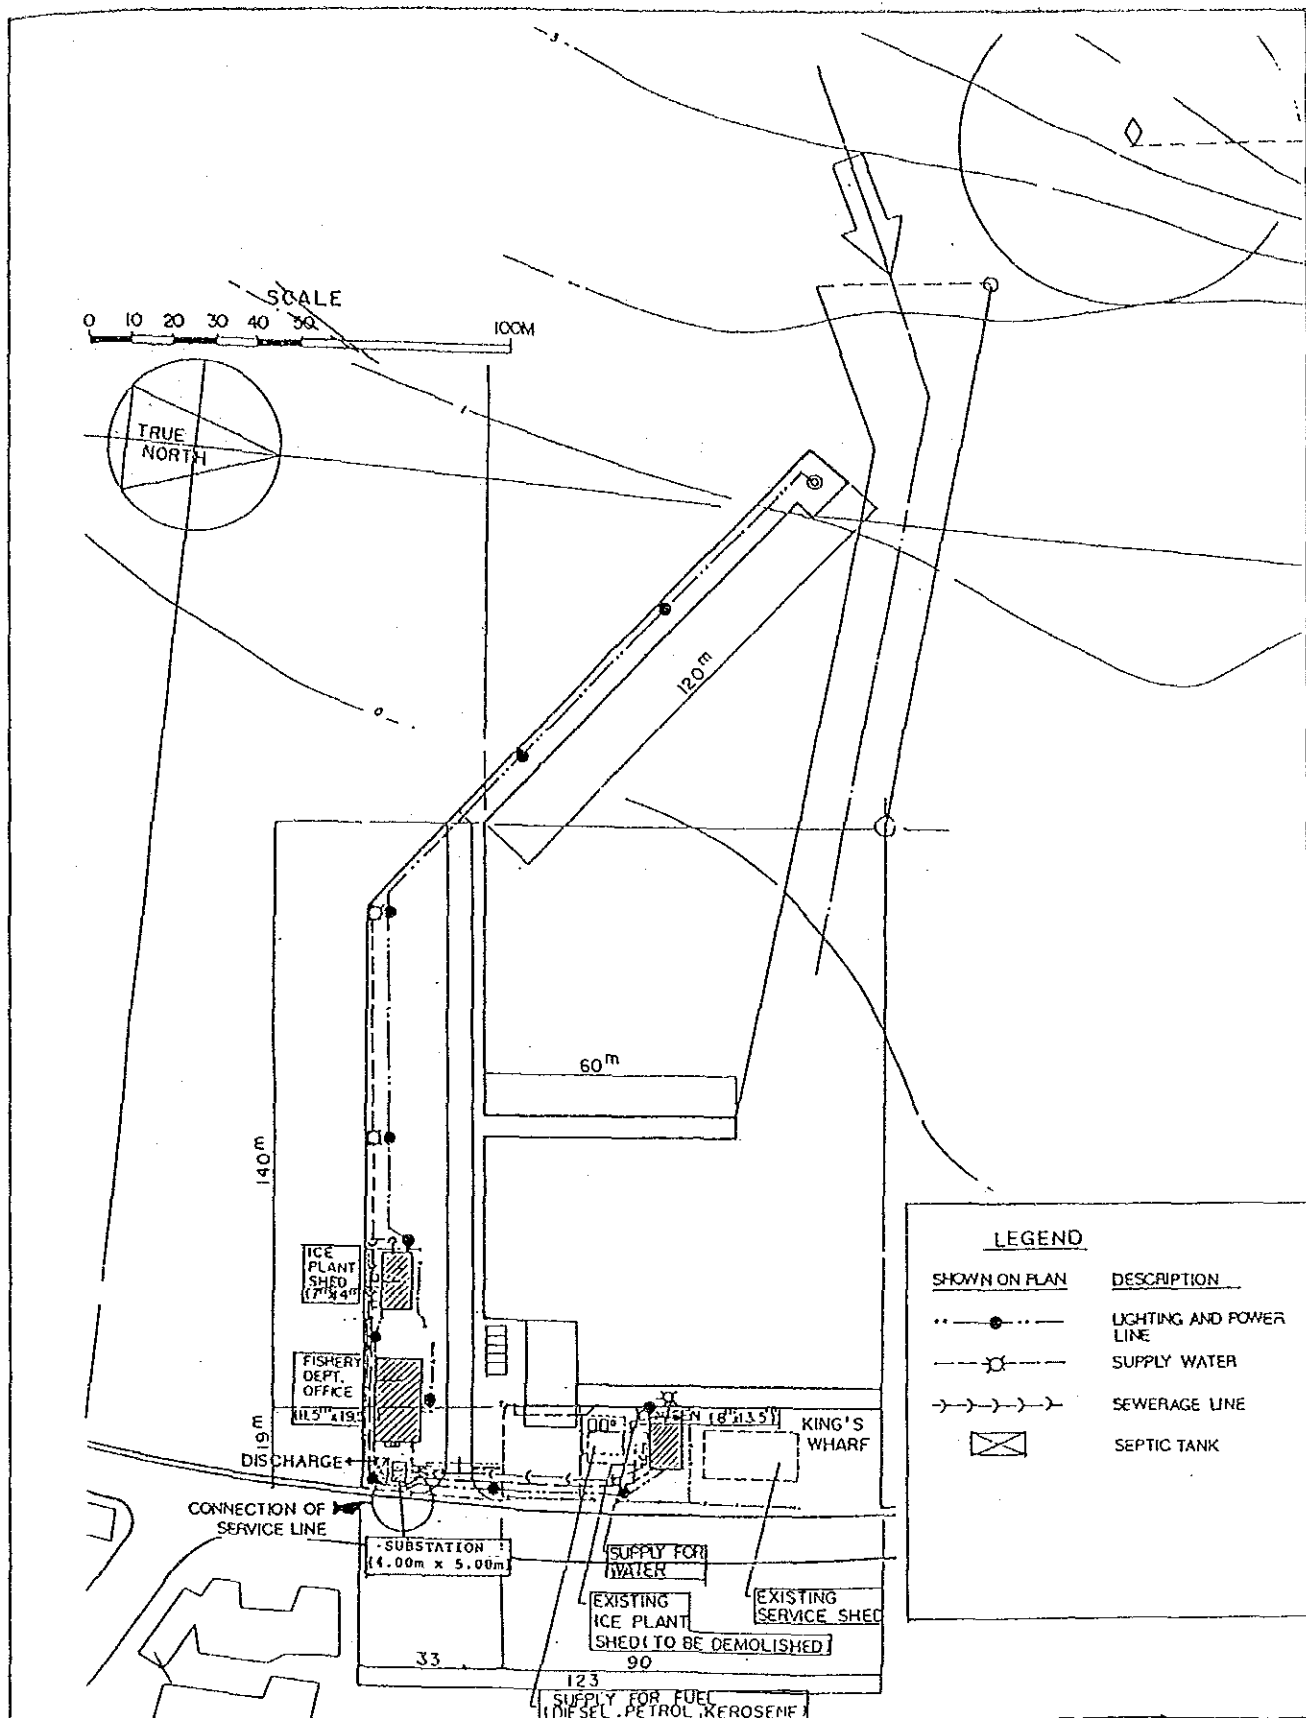 3
SCALE
0 10 20 30 40 50 100M
1
TRUE
NORTH
120m
0
60m
140m
ICE
PLANT
SHED
FISHERY
DEPT.
OFFICE
19m
KING'S
WHARF
DISCHARGE
CONNECTION OF
SERVICE LINE
SUBSTATION
(4.00m x 5.00m)
SUPPLY FOR
WATER
EXISTING
ICE PLANT
SHED ( TO BE DEMOLISHED )
EXISTING
SERVICE SHED
33 90
123
SUPPLY FOR FUEL
(DIESEL, PETROL, KEROSENE)
LEGEND
SHOWN ON PLAN DESCRIPTION
LIGHTING AND POWER
LINE
SUPPLY WATER
SEWERAGE LINE
SEPTIC TANK